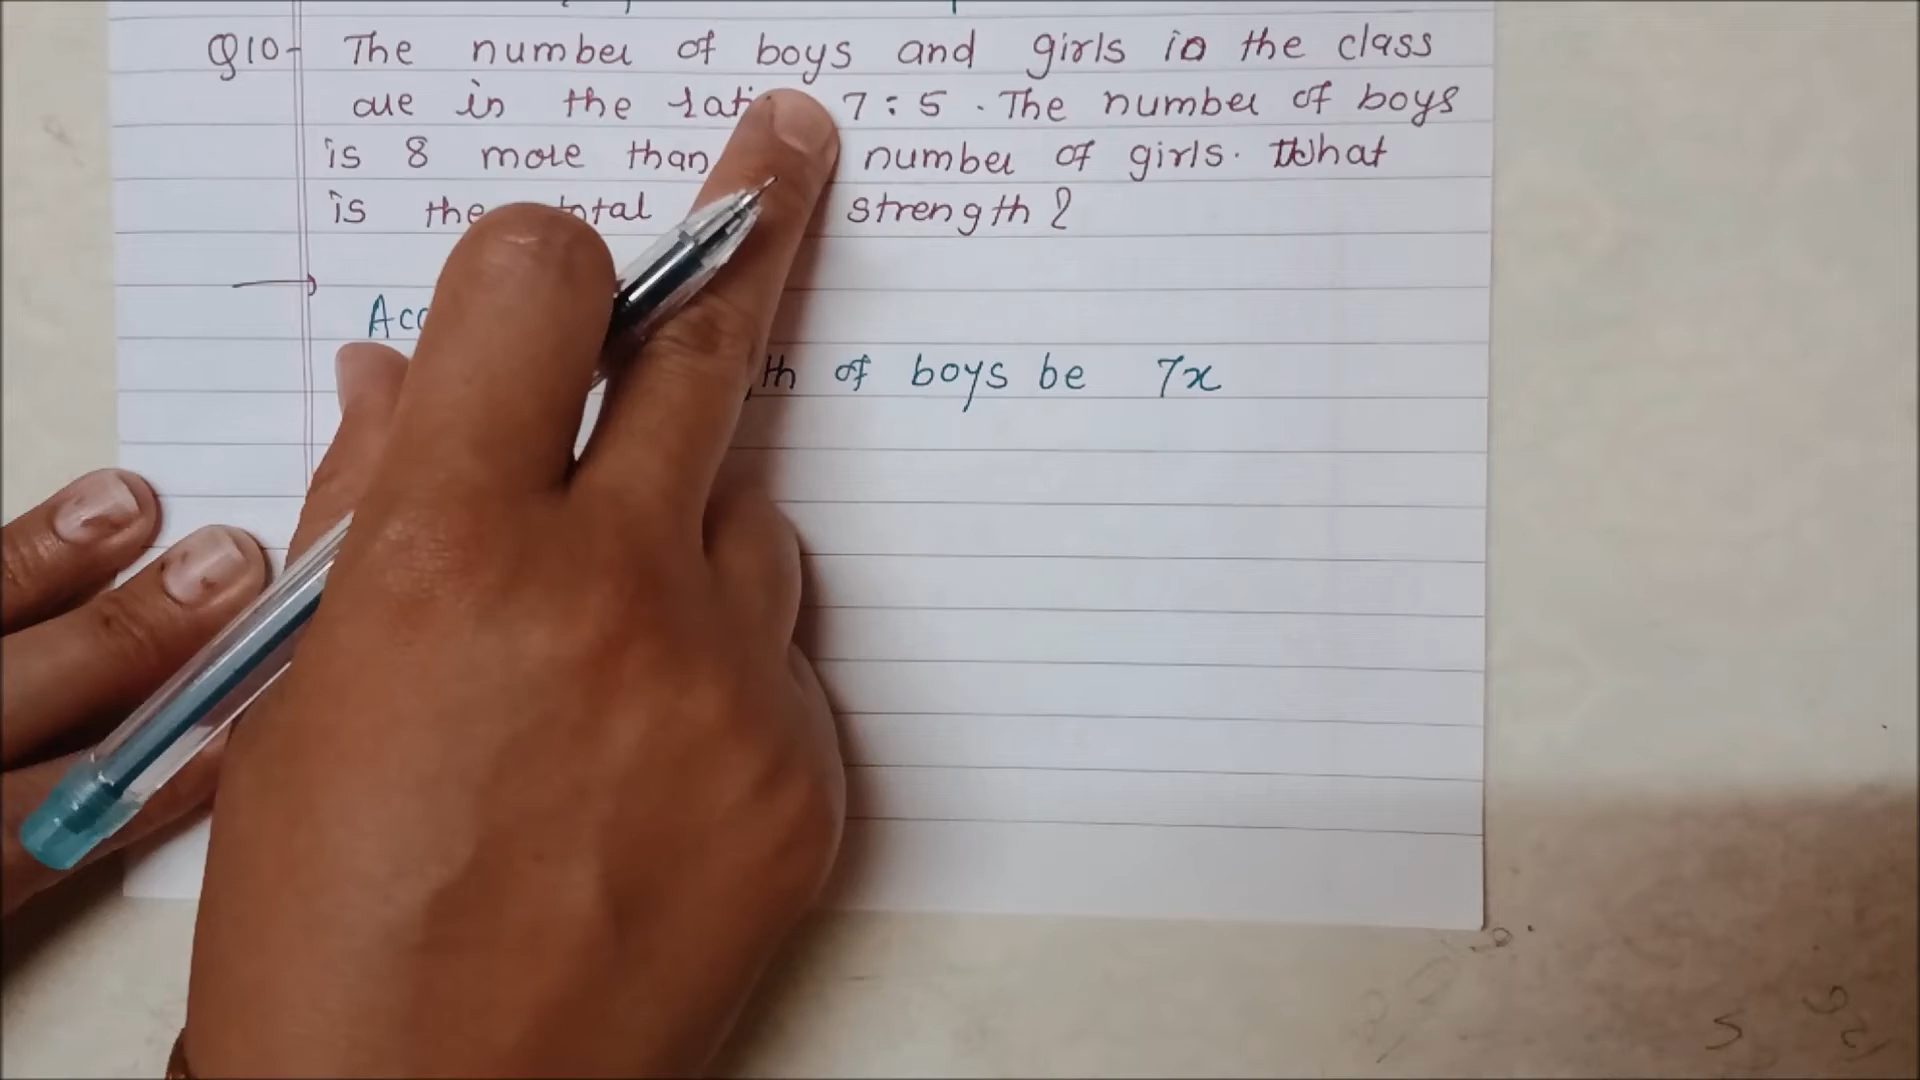 Q10- The number of boys and girls in the class
are in the 7 : 5 . The number of boys
is 8 more than number of girls. What
is the total strength ?
of boys be 7x